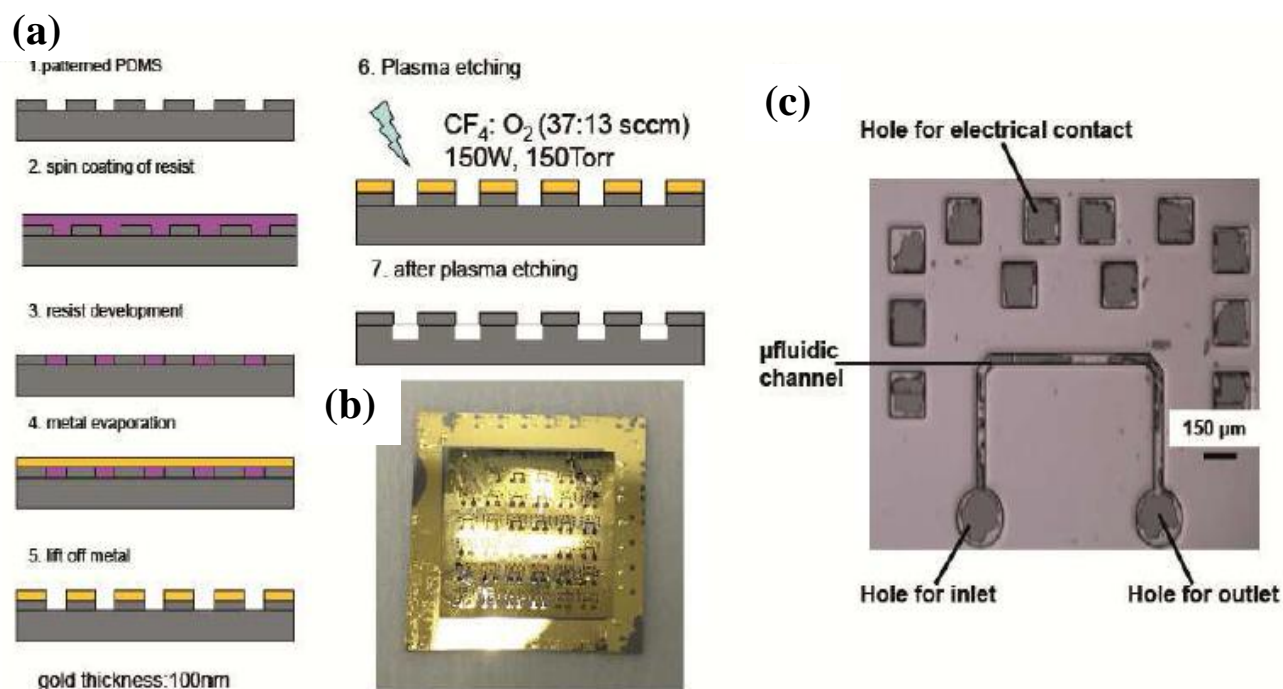 (a)
1.patterned PDMS
2. spin coating of resist
3. resist development
4. metal evaporation
5. lift off metal
gold thickness:100nm
6. Plasma etching
CF4: O2 (37:13 sccm)
150W, 150Torr
7. after plasma etching
(b)
(c)
Hole for electrical contact
µfluidic
channel
150 µm
Hole for inlet
Hole for outlet